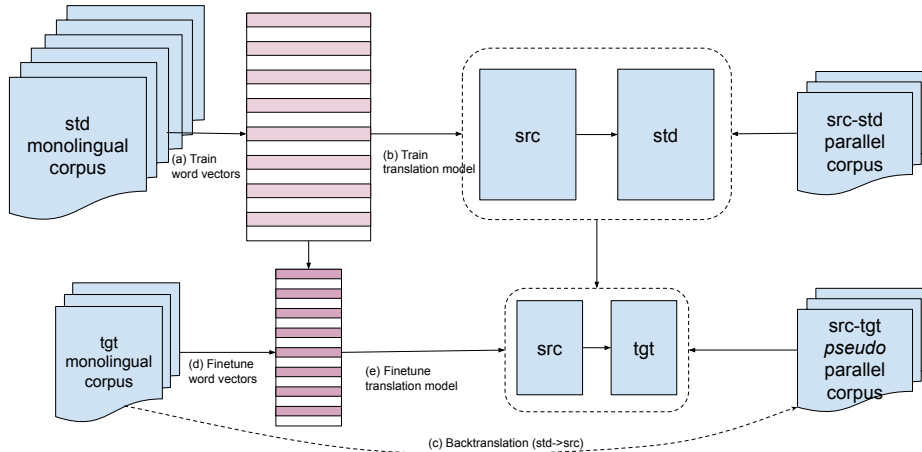 std
monolingual
corpus
(a) Train
word vectors
(b) Train
translation model
src
std
src-std
parallel
corpus
tgt
monolingual
corpus
(d) Finetune
word vectors
(e) Finetune
translation model
src
tgt
src-tgt
pseudo
parallel
corpus
(c) Backtranslation (std->src)